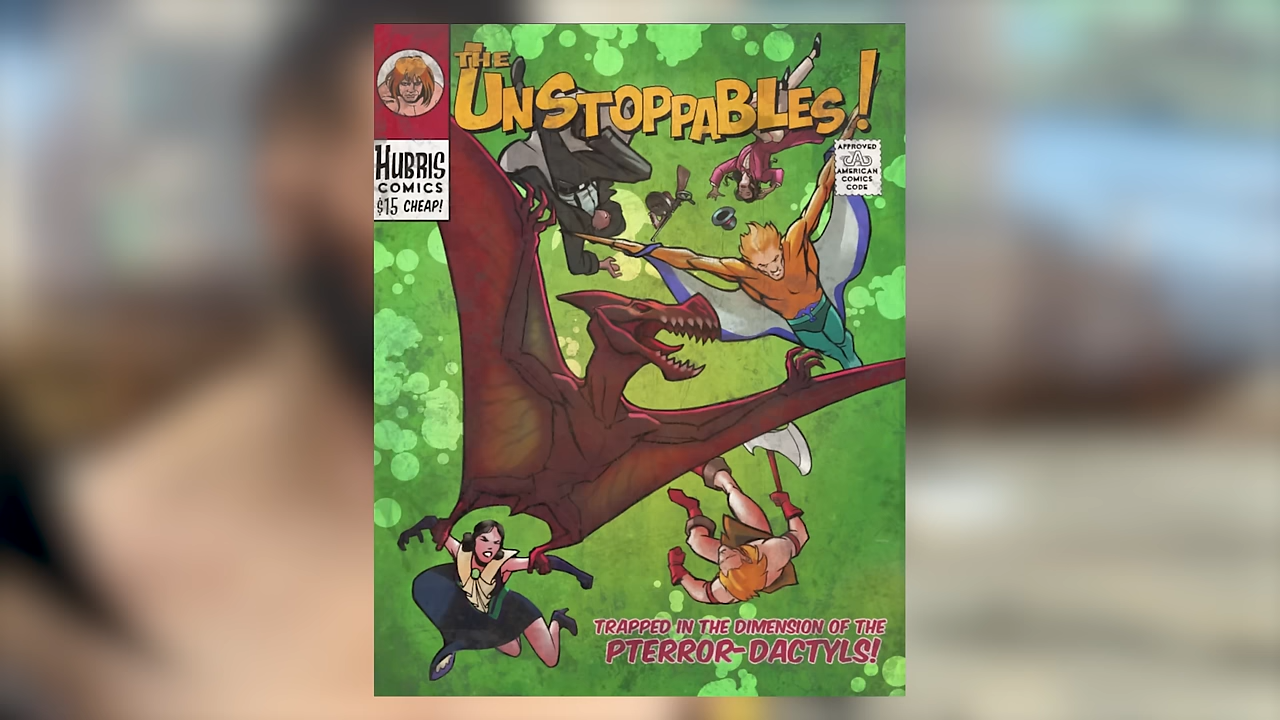 THE
UNSTOPPABLES!
HUBRIS
COMICS
$15 CHEAP!
APPROVED
A
AMERICAN
COMICS
CODE
TRAPPED IN THE DIMENSION OF THE
PTERROR-DACTYLS!